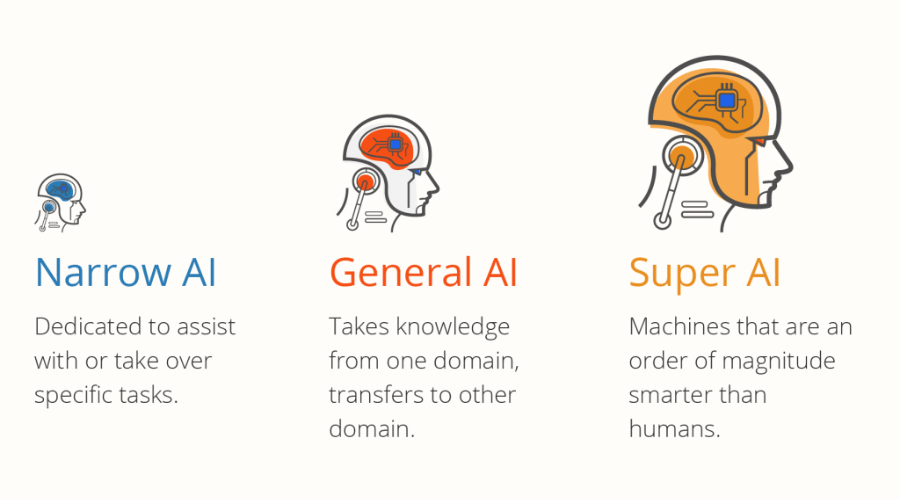 Narrow AI
Dedicated to assist
with or take over
specific tasks.
General AI
Takes knowledge
from one domain,
transfers to other
domain.
Super AI
Machines that are an
order of magnitude
smarter than
humans.